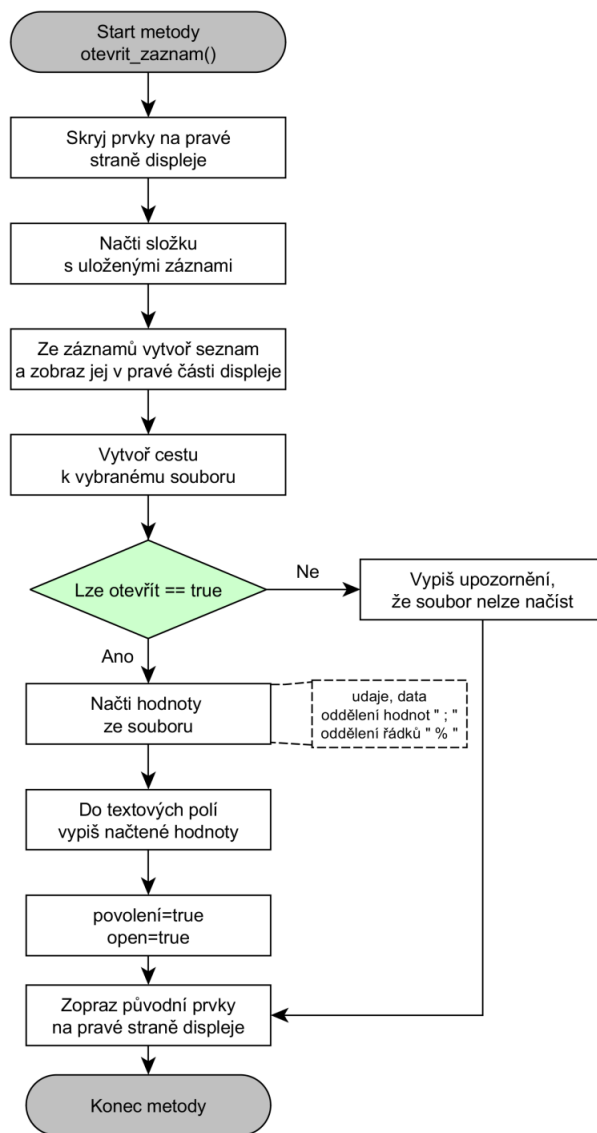 Start metody
otevrit_zaznam()
Skryj prvky na pravé
straně displeje
Načti složku
s uloženými záznami
Ze záznamů vytvoř seznam
a zobraz jej v pravé části displeje
Vytvoř cestu
k vybranému souboru
Lze otevřít == true
Ne
Vypiš upozornění,
že soubor nelze načíst
Ano
Načti hodnoty
ze souboru
udaje, data
oddělení hodnot " ; "
oddělení řádků " % "
Do textových polí
vypiš načtené hodnoty
povolení=true
open=true
Zopraz původní prvky
na pravé straně displeje
Konec metody